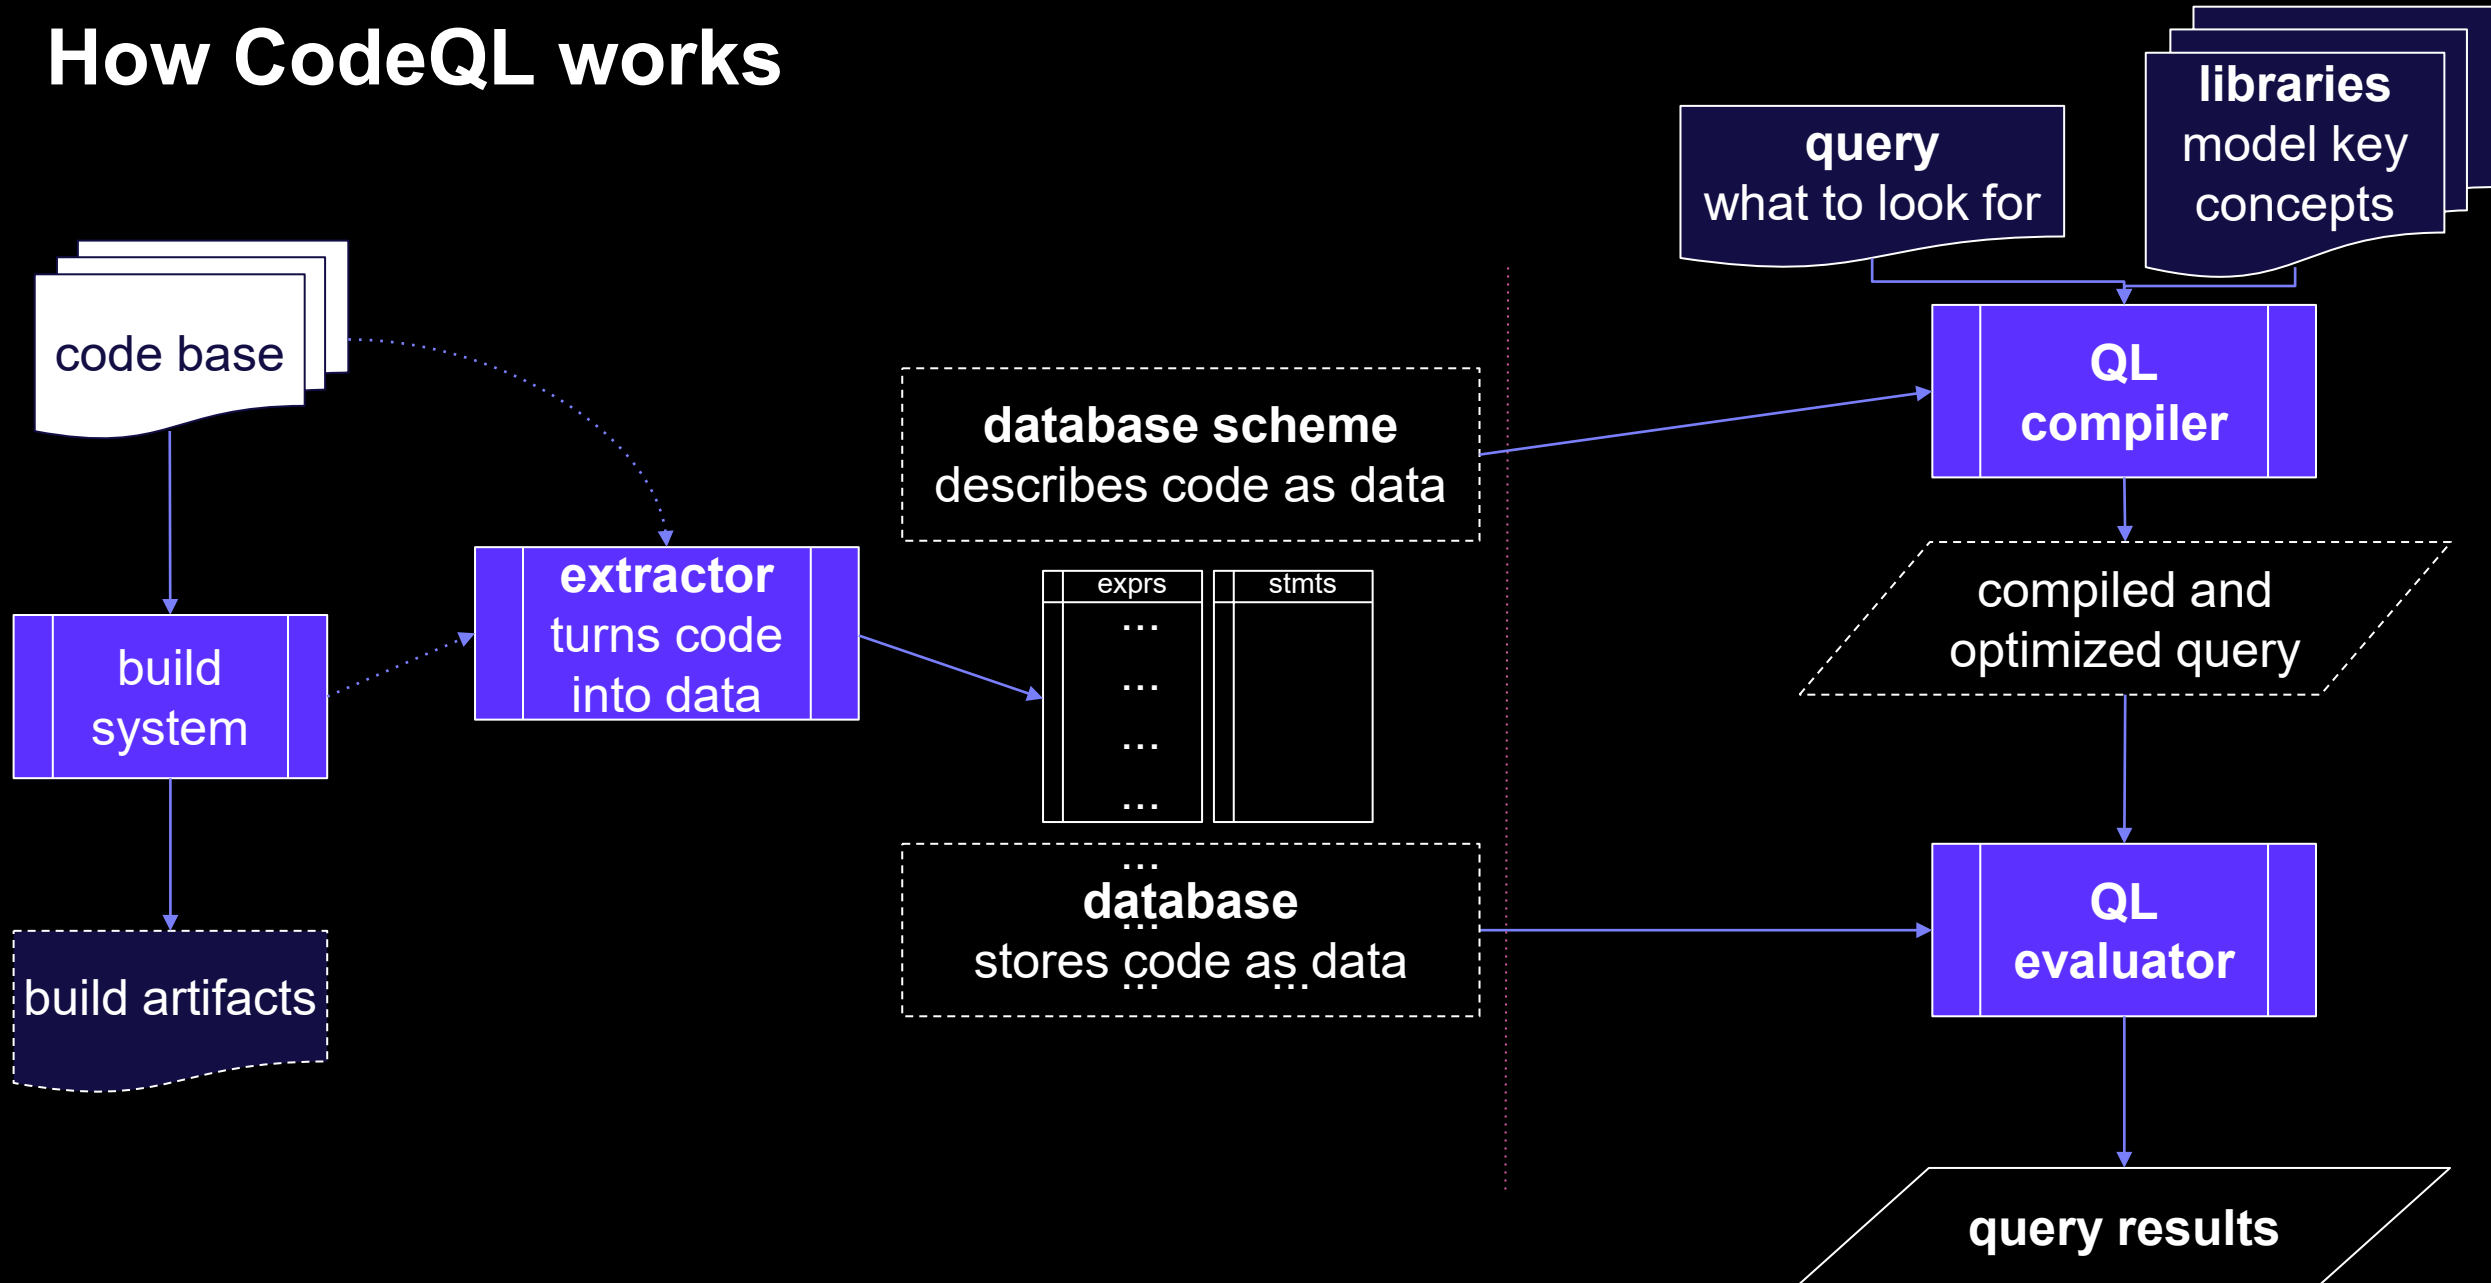 How CodeQL works
libraries
model key
concepts
query
what to look for
code base
QL
compiler
database scheme
describes code as data
extractor
turns code
into data
exprs
stmts
...
...
...
...
compiled and
optimized query
build
system
...
database
...
stores code as data
... ...
QL
evaluator
build artifacts
query results